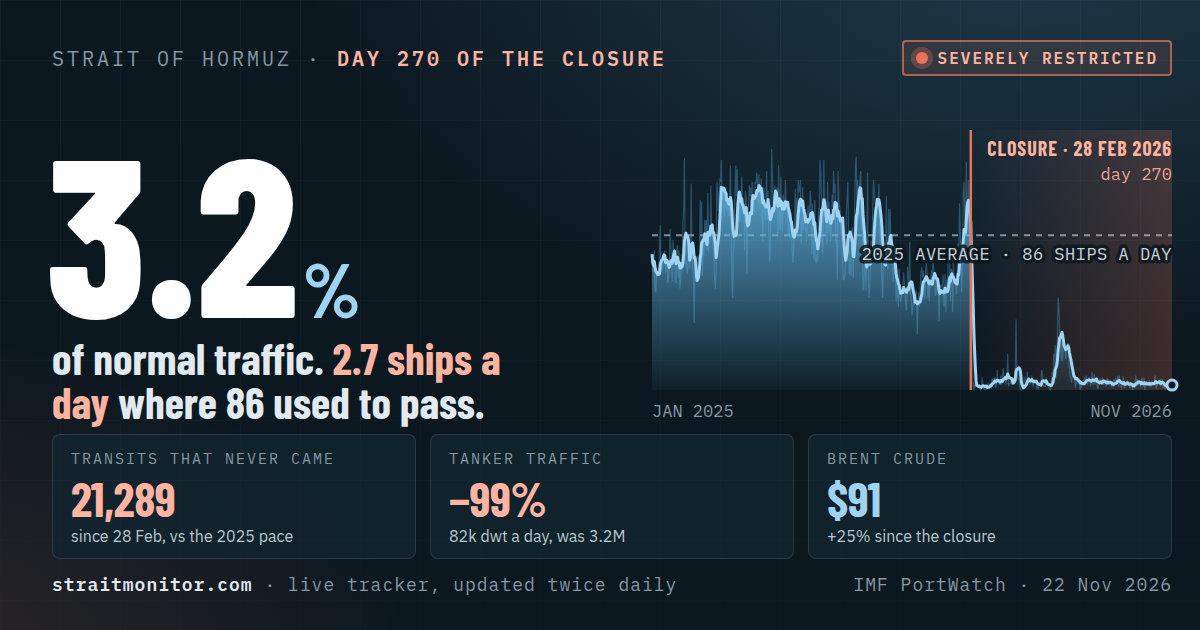 STRAIT OF HORMUZ · DAY 270 OF THE CLOSURE
SEVERELY RESTRICTED
3.2%
of normal traffic. 2.7 ships a
day where 86 used to pass.
CLOSURE · 28 FEB 2026
day 270
2025 AVERAGE · 86 SHIPS A DAY
JAN 2025
NOV 2026
TRANSITS THAT NEVER CAME
21,289
since 28 Feb, vs the 2025 pace
TANKER TRAFFIC
−99%
82k dwt a day, was 3.2M
BRENT CRUDE
$91
+25% since the closure
straitmonitor.com · live tracker, updated twice daily
IMF PortWatch · 22 Nov 2026